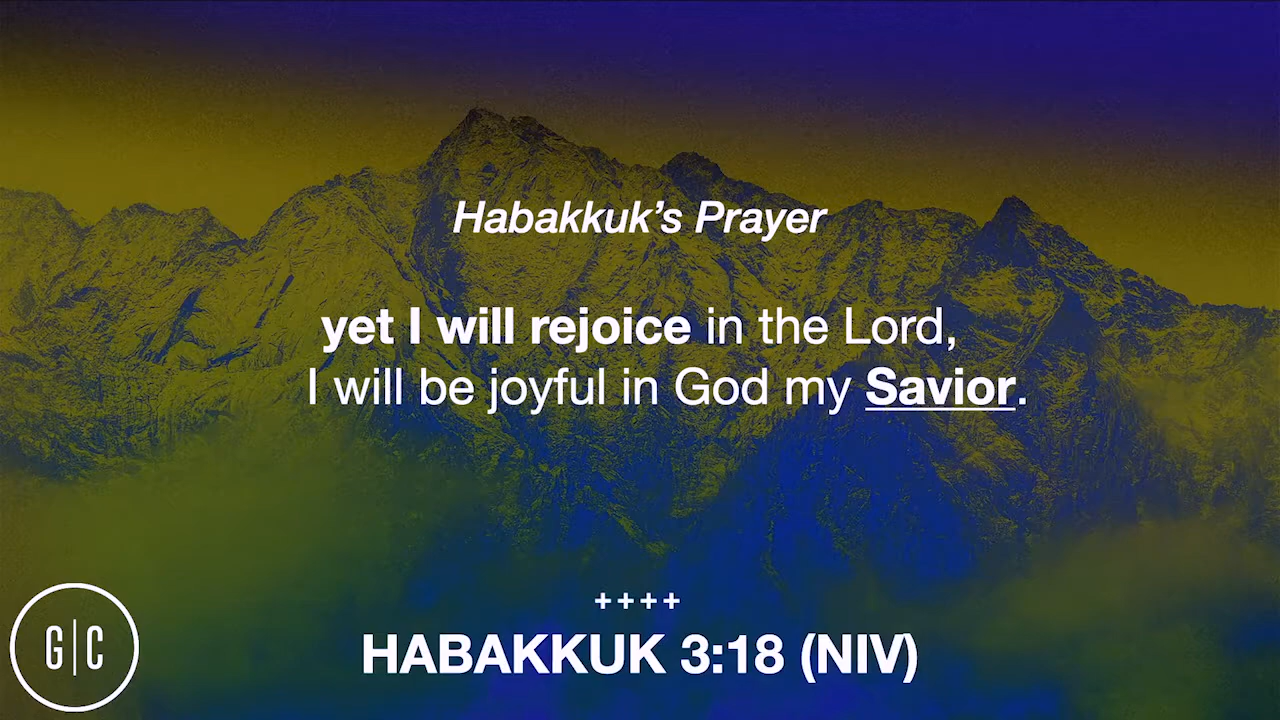 Habakkuk’s Prayer
yet I will rejoice in the Lord,
I will be joyful in God my Savior.
++++
HABAKKUK 3:18 (NIV)
G|C